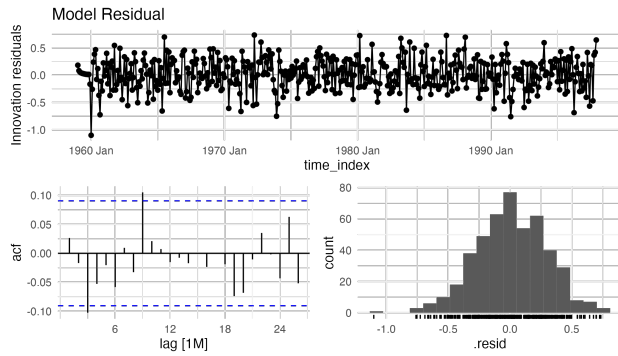 Model Residual
Innovation residuals
0.5
0.0
-0.5
-1.0
1960 Jan 1970 Jan 1980 Jan 1990 Jan
time_index
acf
0.10
0.05
0.00
-0.05
-0.10
6 12 18 24
lag [1M]
count
80
60
40
20
0
-1.0 -0.5 0.0 0.5
.resid